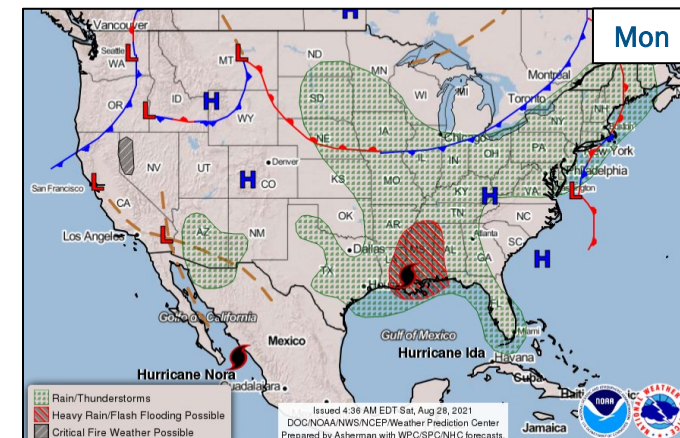 Mon
H
Vancouver
Seattle
L
WA
MT
L
ND
MN
Montreal
OR
L
ID
H
WY
SD
WI
MI
Toronto
NH
NY
Boston
NE
IA
Chicago
IL
IN
OH
PA
New York
Philadelphia
San Francisco
L
NV
UT
Denver
H
CO
KS
MO
KY
H
VA
Washington
L
CA
OK
TN
NC
Los Angeles
L
AZ
NM
AR
MS
AL
Atlanta
GA
SC
H
Dallas
TX
FL
Golfo de California
Mexico
Gulf of Mexico
Miami
Hurricane Ida
Havana
Hurricane Nora
Guadalajara
Cuba
Jamaica
Rain/Thunderstorms
Heavy Rain/Flash Flooding Possible
Critical Fire Weather Possible
Issued 4:36 AM EDT Sat, Aug 28, 2021
DOC/NOAA/NWS/NCEP/Weather Prediction Center
Prepared by Asherman with WPC/SPC/NHC forecasts
NOAA